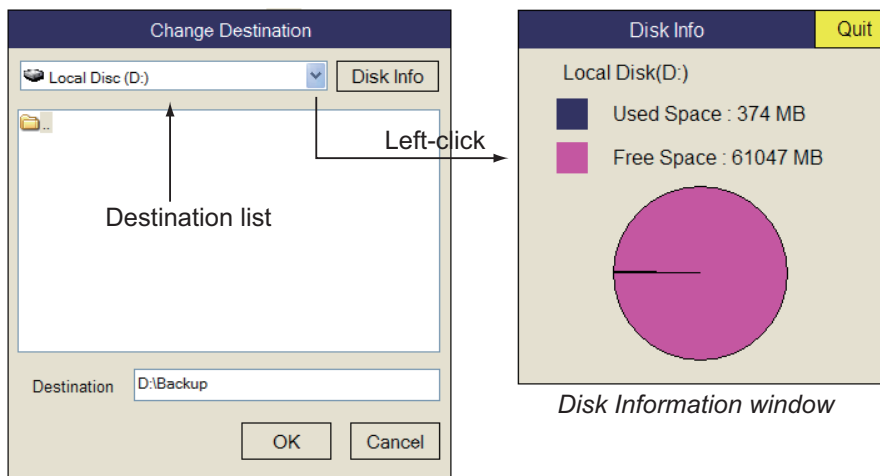 Change Destination
Local Disc (D:)
Disk Info
..
Destination list
Destination
D:\Backup
OK
Cancel
Left-click
Disk Info
Quit
Local Disk(D:)
Used Space : 374 MB
Free Space : 61047 MB
Disk Information window